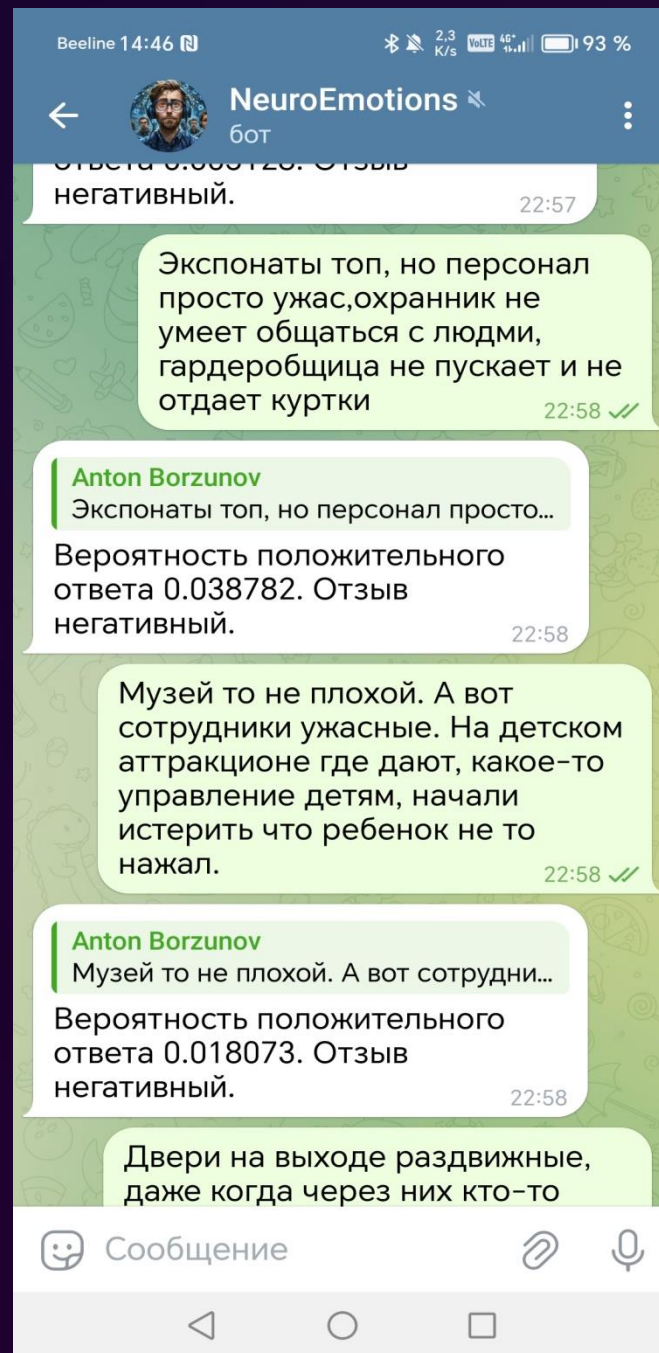 Beeline 14:46
2,3
K/s
VoLTE
4G+
93 %
NeuroEmotions
бот
негативный.
22:57
Экспонаты топ, но персонал
просто ужас,охранник не
умеет общаться с людми,
гардеробщица не пускает и не
отдает куртки
22:58
Anton Borzunov
Экспонаты топ, но персонал просто...
Вероятность положительного
ответа 0.038782. Отзыв
негативный.
22:58
Музей то не плохой. А вот
сотрудники ужасные. На детском
аттракционе где дают, какое-то
управление детям, начали
истерить что ребенок не то
нажал.
22:58
Anton Borzunov
Музей то не плохой. А вот сотрудни...
Вероятность положительного
ответа 0.018073. Отзыв
негативный.
22:58
Двери на выходе раздвижные,
даже когда через них кто-то
Сообщение